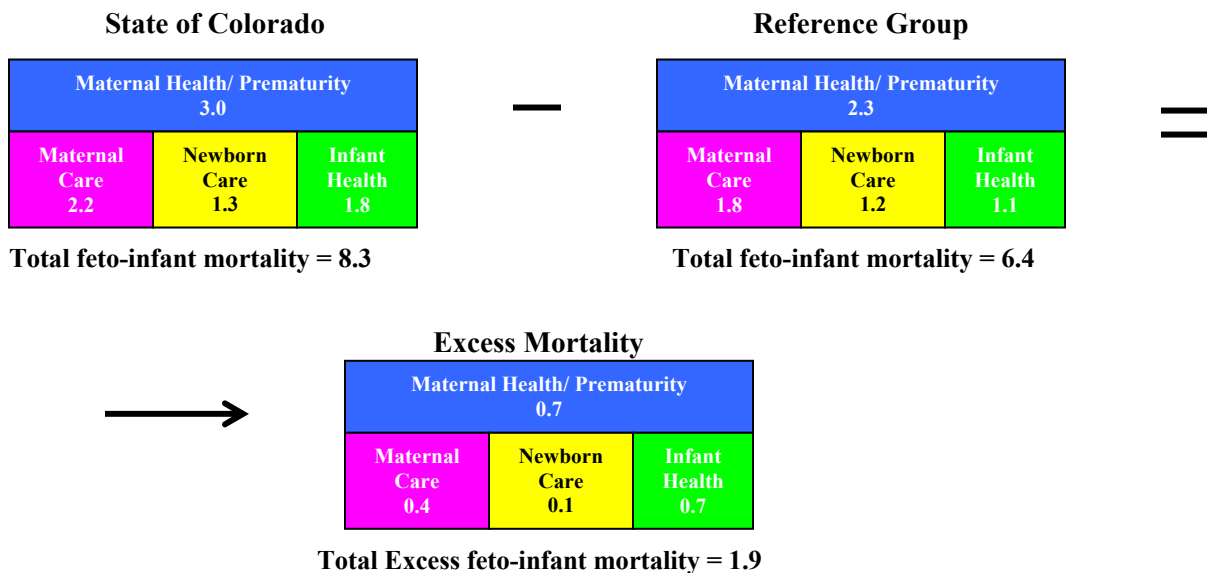 State of Colorado
Maternal Health/ Prematurity
3.0
Maternal
Care
2.2
Newborn
Care
1.3
Infant
Health
1.8
Total feto-infant mortality = 8.3
—
Reference Group
Maternal Health/ Prematurity
2.3
Maternal
Care
1.8
Newborn
Care
1.2
Infant
Health
1.1
Total feto-infant mortality = 6.4
=
Excess Mortality
Maternal Health/ Prematurity
0.7
Maternal
Care
0.4
Newborn
Care
0.1
Infant
Health
0.7
Total Excess feto-infant mortality = 1.9